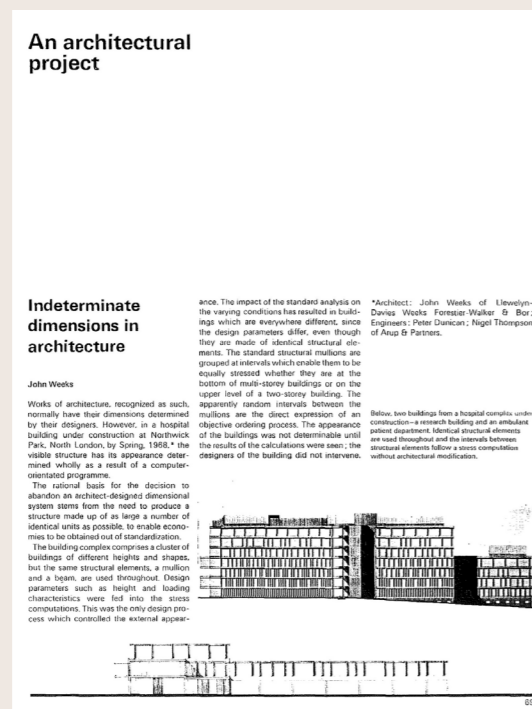 An architectural
project
Indeterminate
dimensions in
architecture
John Weeks
Works of architecture, recognized as such,
normally have their dimensions determined
by their designers. However, in a hospital
building under construction at Northwick
Park, North London, by Spring, 1968,* the
visible structure has its appearance deter-
mined wholly as a result of a computer-
orientated programme.
The rational basis for the decision to
abandon an architect-designed dimensional
system stems from the need to produce a
structure made up of as large a number of
identical units as possible, to enable econo-
mies to be obtained out of standardization.
The building complex comprises a cluster of
buildings of different heights and shapes,
but the same structural elements, a mullion
and a beam, are used throughout. Design
parameters such as height and loading
characteristics were fed into the stress
computations. This was the only design pro-
cess which controlled the external appear-
ance. The impact of the standard analysis on
the varying conditions has resulted in build-
ings which are everywhere different, since
the design parameters differ, even though
they are made of identical structural ele-
ments. The standard structural mullions are
grouped at intervals which enable them to be
equally stressed whether they are at the
bottom of multi-storey buildings or on the
upper level of a two-storey building. The
apparently random intervals between the
mullions are the direct expression of an
objective ordering process. The appearance
of the buildings was not determinable until
the results of the calculations were seen; the
designers of the building did not intervene.
*Architect: John Weeks of Llewelyn-
Davies Weeks Forestier-Walker & Bor;
Engineers: Peter Dunican; Nigel Thompson
of Arup & Partners.
Below, two buildings from a hospital complex under
construction—a research building and an ambulant
patient department. Identical structural elements
are used throughout and the intervals between
structural elements follow a stress computation
without architectural modification.